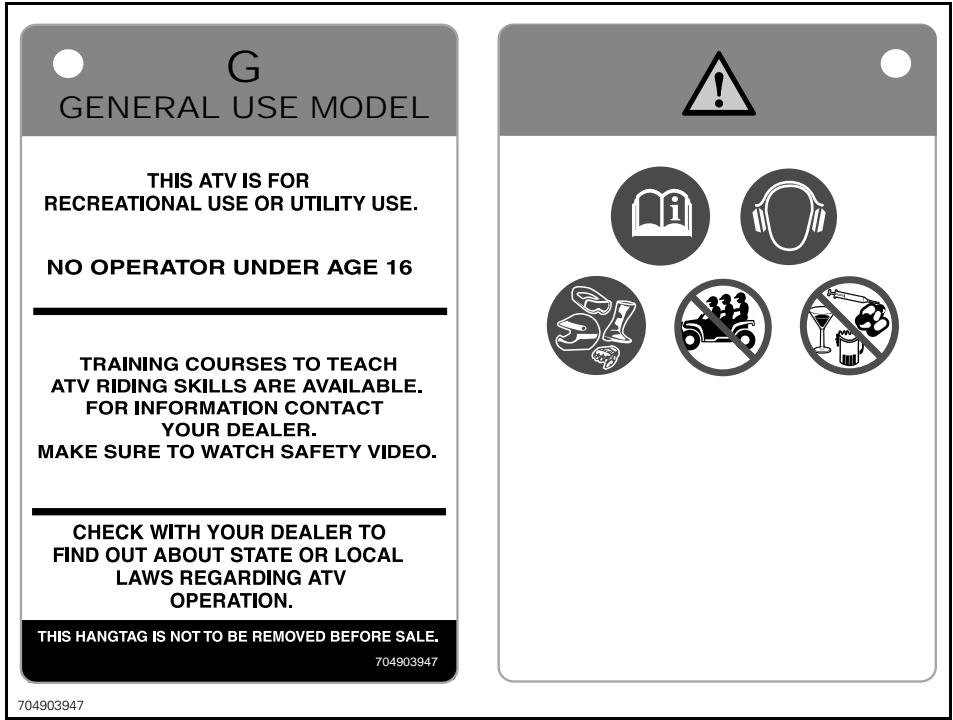 G
GENERAL USE MODEL
THIS ATV IS FOR
RECREATIONAL USE OR UTILITY USE.
NO OPERATOR UNDER AGE 16
TRAINING COURSES TO TEACH
ATV RIDING SKILLS ARE AVAILABLE.
FOR INFORMATION CONTACT
YOUR DEALER.
MAKE SURE TO WATCH SAFETY VIDEO.
CHECK WITH YOUR DEALER TO
FIND OUT ABOUT STATE OR LOCAL
LAWS REGARDING ATV
OPERATION.
THIS HANGTAG IS NOT TO BE REMOVED BEFORE SALE.
704903947
!
i
704903947